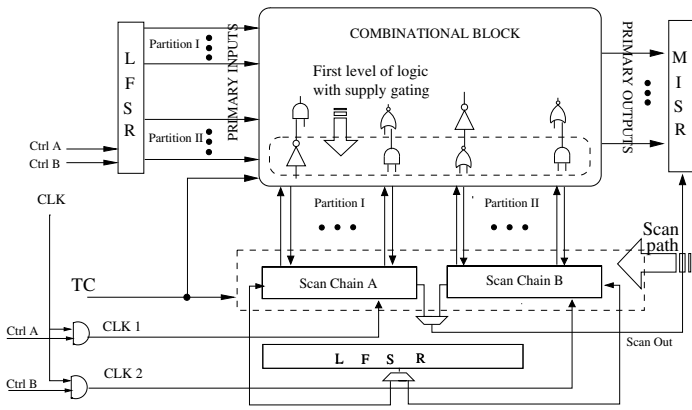 COMBINATIONAL BLOCK
First level of logic
with supply gating
L
F
S
R
Partition I
Partition II
PRIMARY INPUTS
PRIMARY OUTPUTS
M
I
S
R
Ctrl A
Ctrl B
CLK
Partition I
Partition II
Scan
path
Scan Chain A
Scan Chain B
TC
Ctrl A
CLK 1
Scan Out
L F S R
Ctrl B
CLK 2